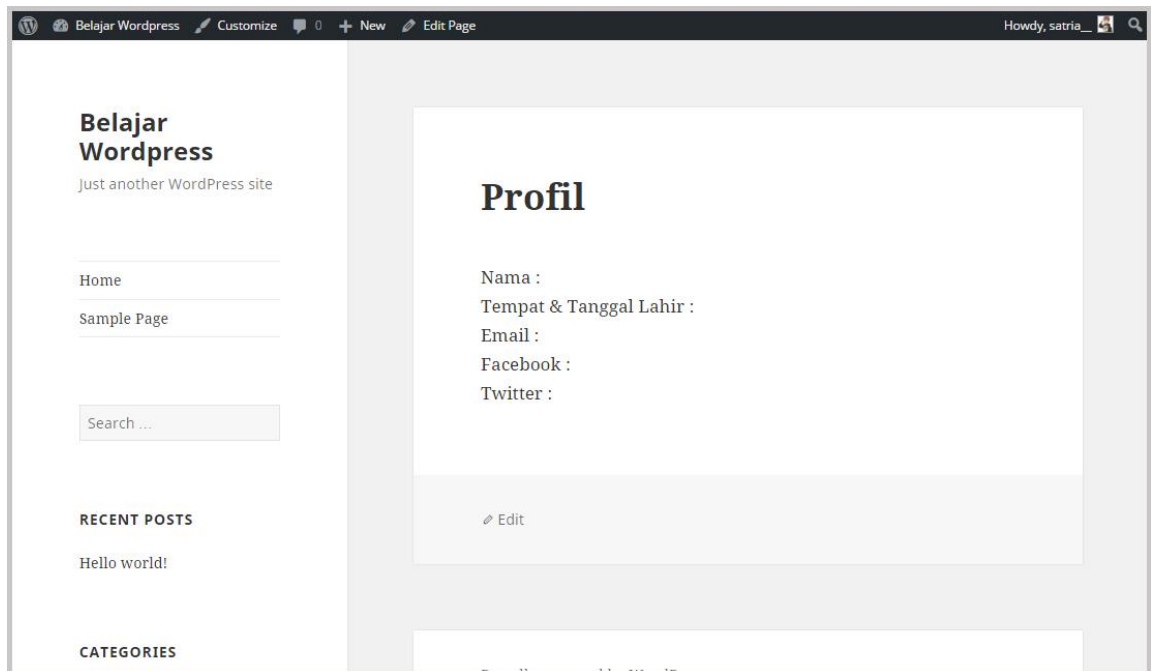 Belajar Wordpress Customize 0 New Edit Page Howdy, satria__
Belajar
Wordpress
Just another WordPress site
Home
Sample Page
Search ...
RECENT POSTS
Hello world!
CATEGORIES
Profil
Nama :
Tempat & Tanggal Lahir :
Email :
Facebook :
Twitter :
Edit